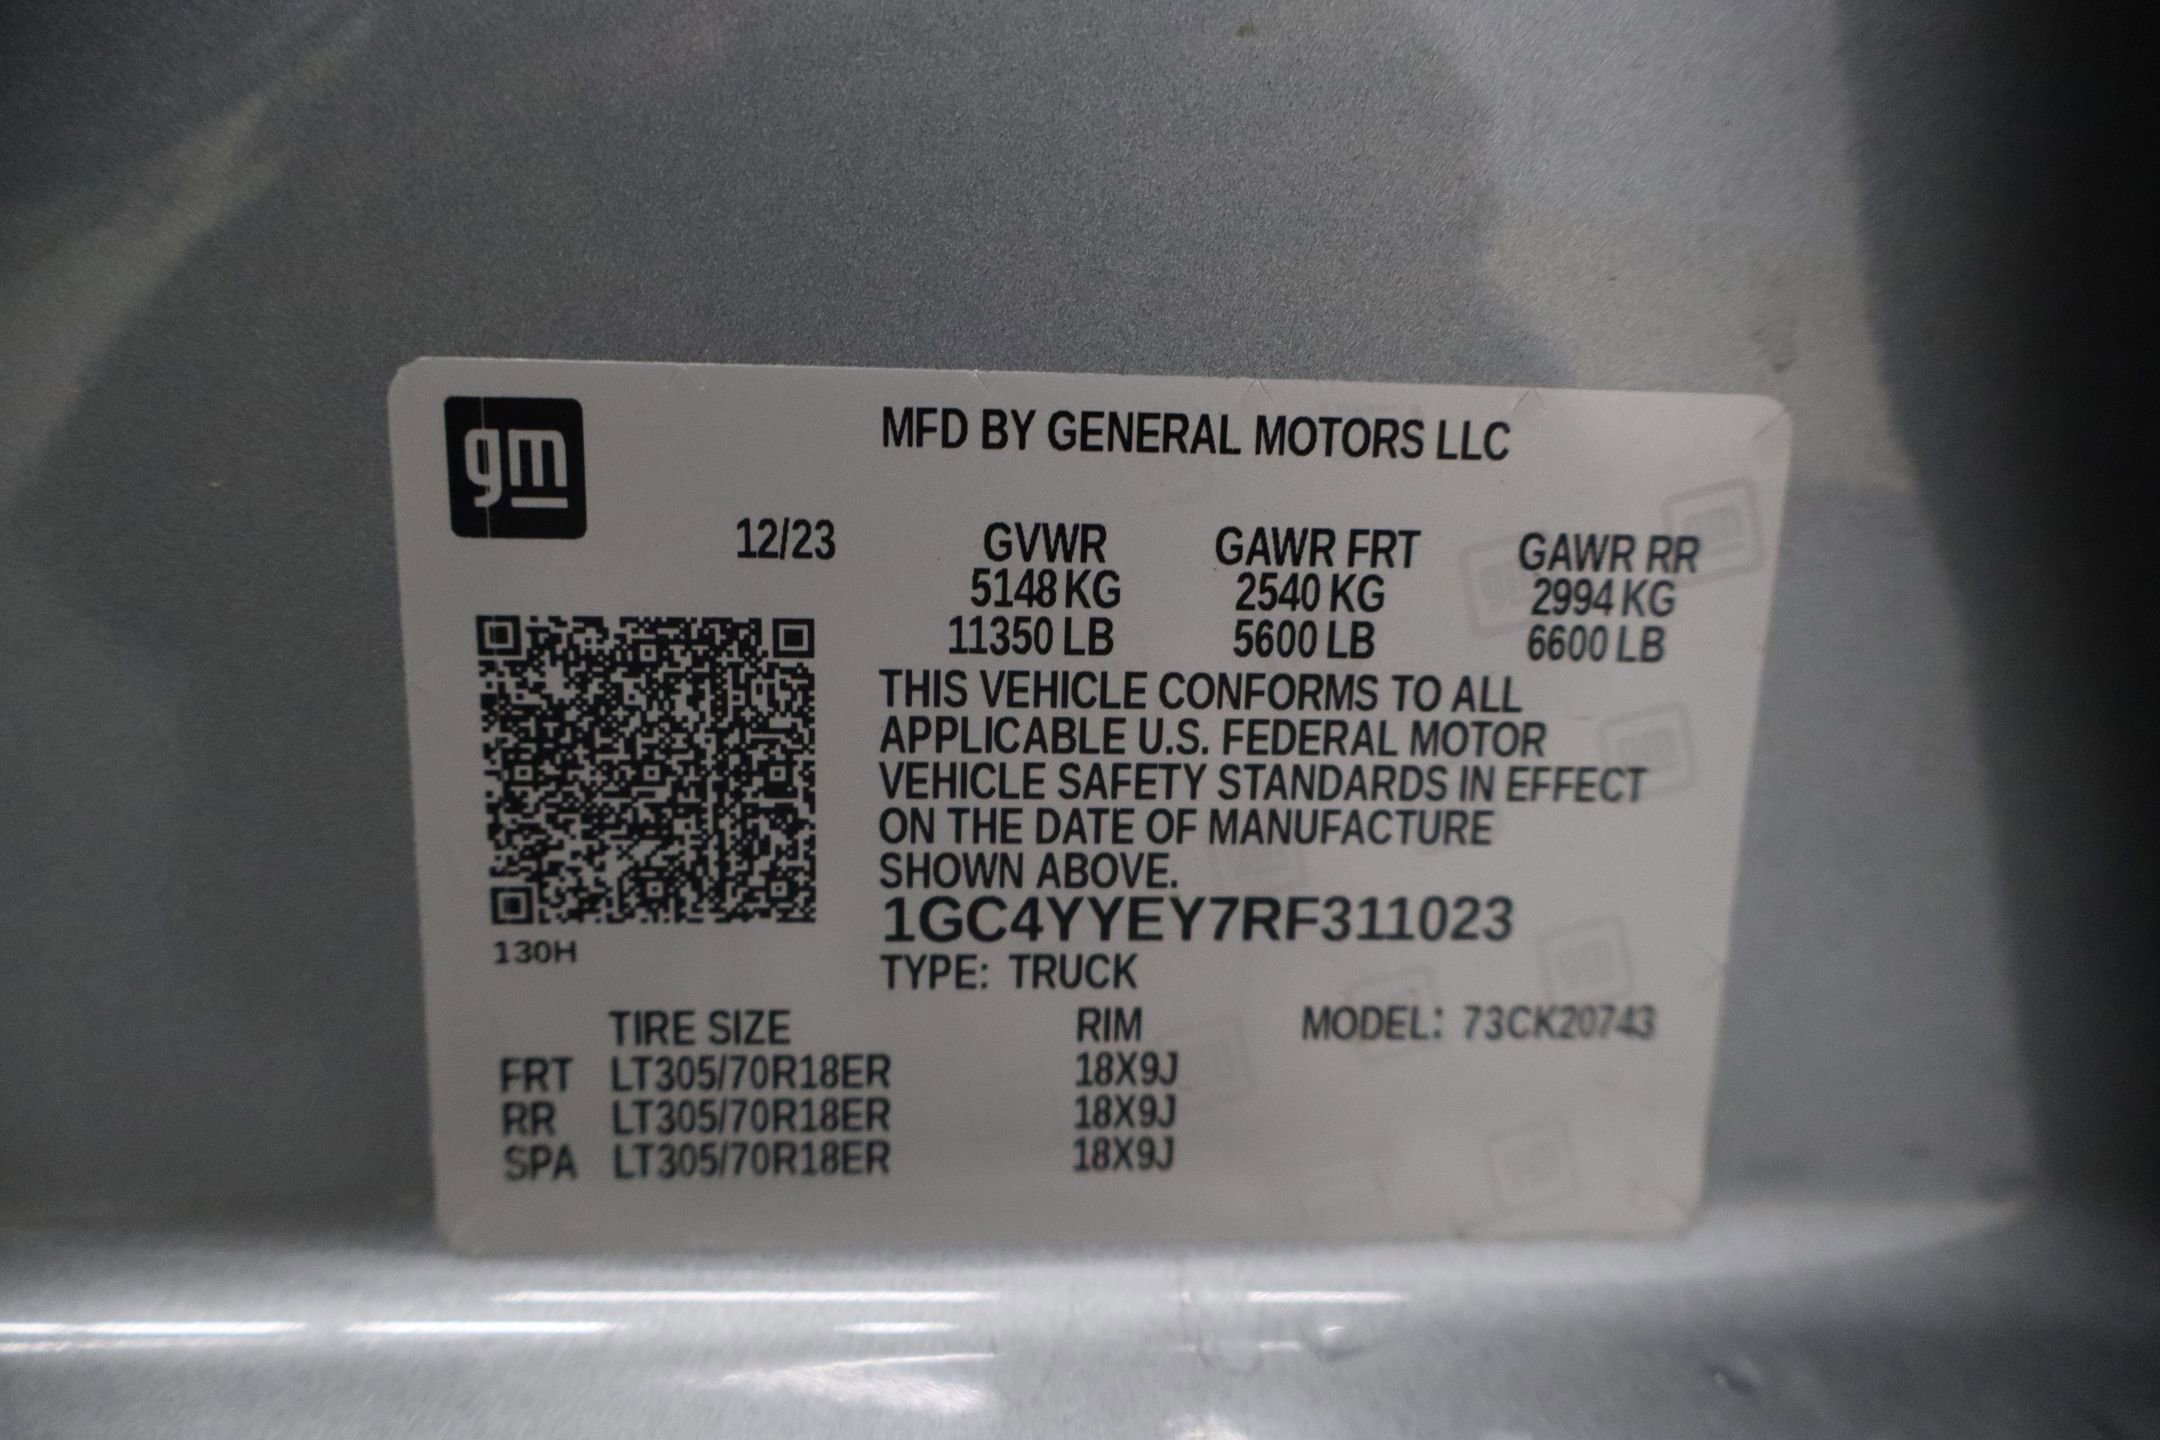 gm
MFD BY GENERAL MOTORS LLC
12/23 GVWR GAWR FRT GAWR RR
5148 KG 2540 KG 2994 KG
11350 LB 5600 LB 6600 LB
THIS VEHICLE CONFORMS TO ALL
APPLICABLE U.S. FEDERAL MOTOR
VEHICLE SAFETY STANDARDS IN EFFECT
ON THE DATE OF MANUFACTURE
SHOWN ABOVE.
1GC4YYEY7RF311023
130H
TYPE: TRUCK
TIRE SIZE RIM MODEL: 73CK20743
FRT LT305/70R18ER 18X9J
RR LT305/70R18ER 18X9J
SPA LT305/70R18ER 18X9J